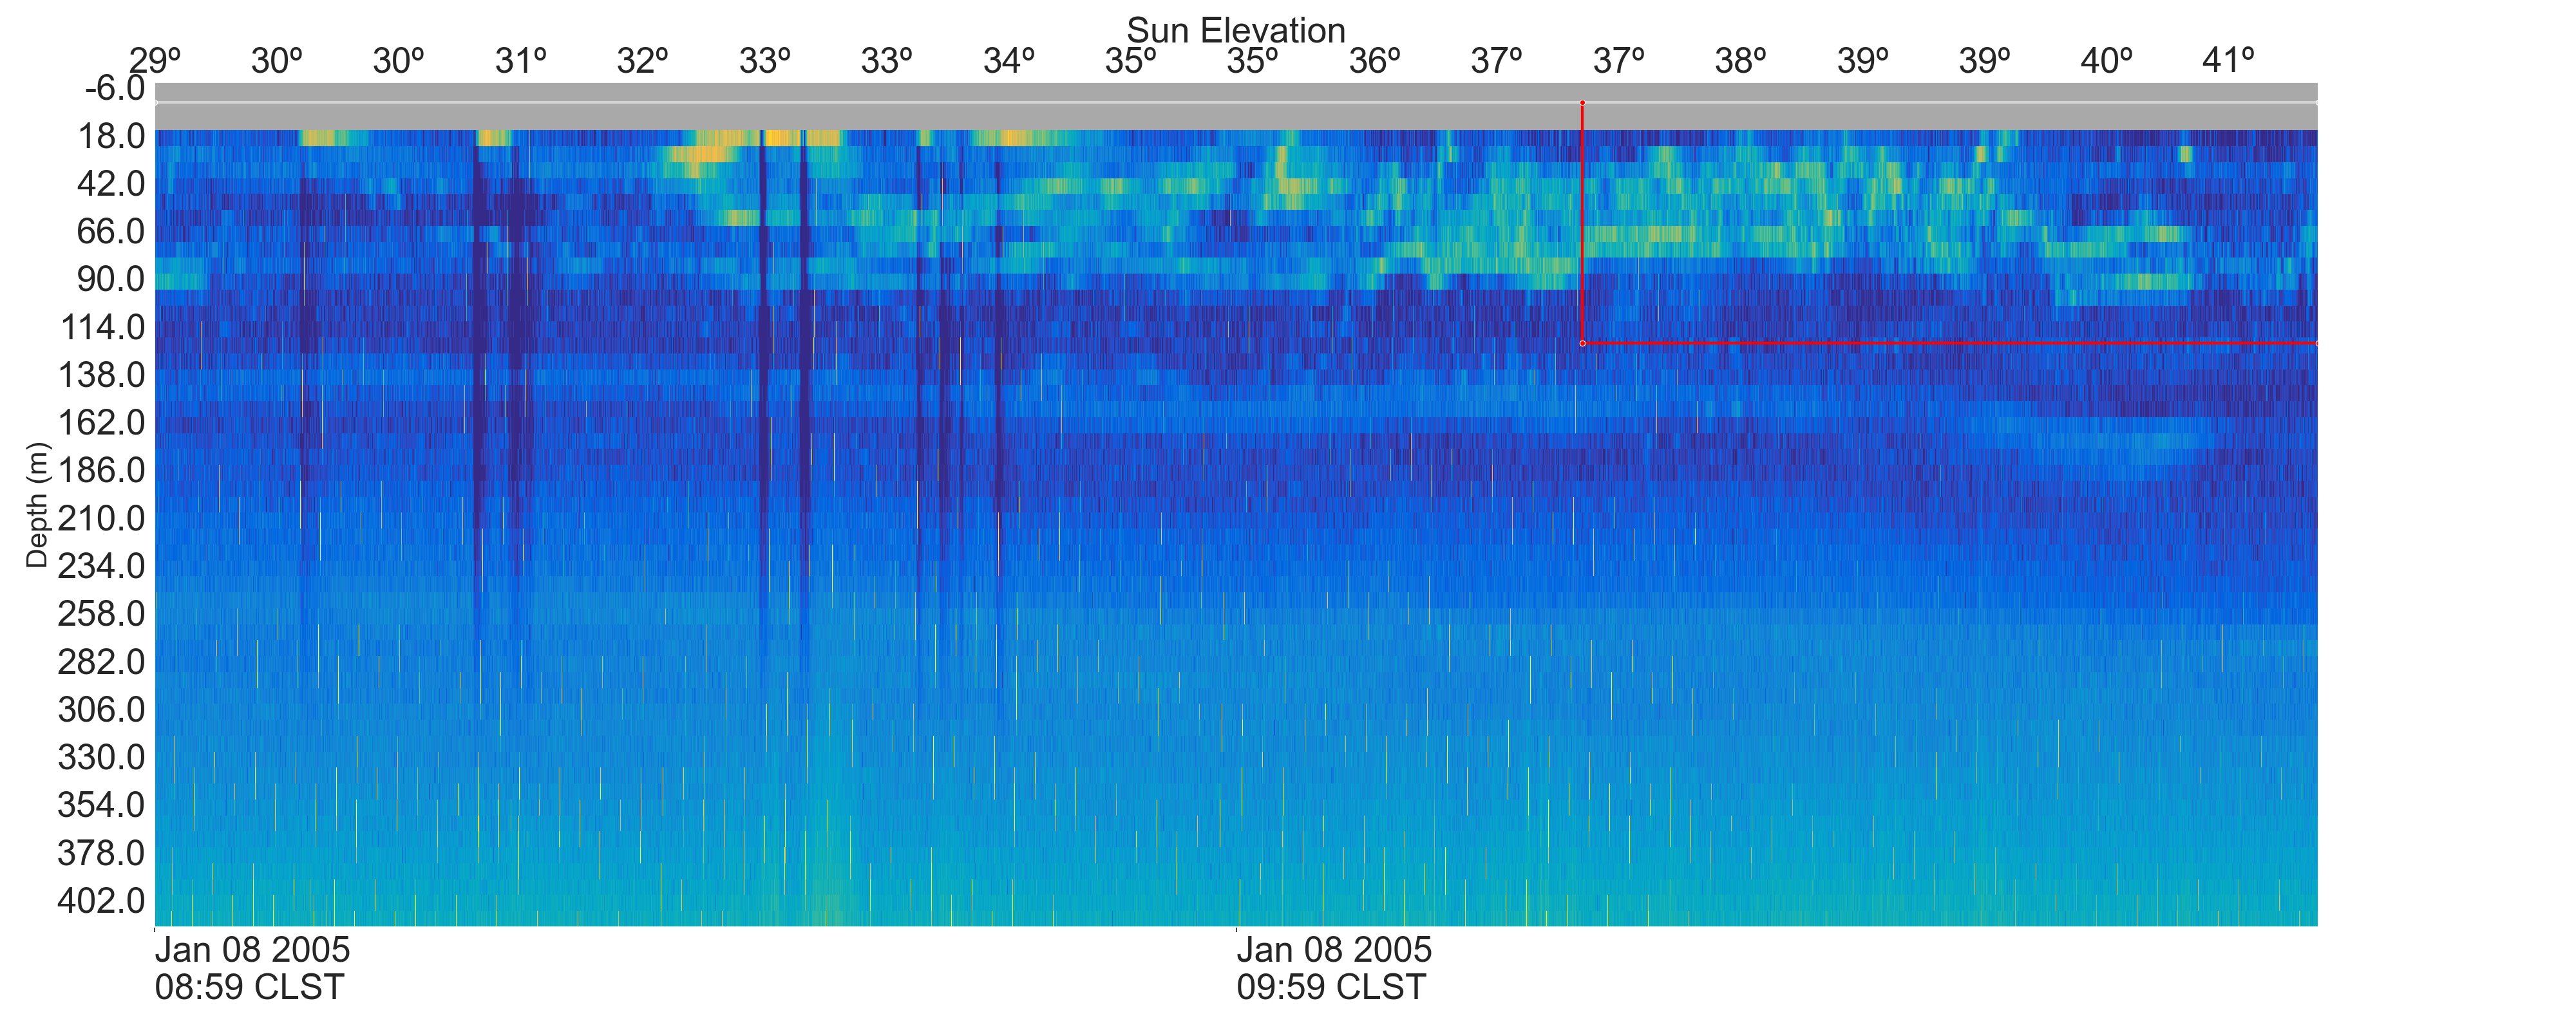 Sun Elevation
29º 30º 30º 31º 32º 33º 33º 34º 35º 35º 36º 37º 37º 38º 39º 39º 40º 41º
-6.0
18.0
42.0
66.0
90.0
114.0
138.0
162.0
186.0
210.0
234.0
258.0
282.0
306.0
330.0
354.0
378.0
402.0
Depth (m)
Jan 08 2005
08:59 CLST
Jan 08 2005
09:59 CLST